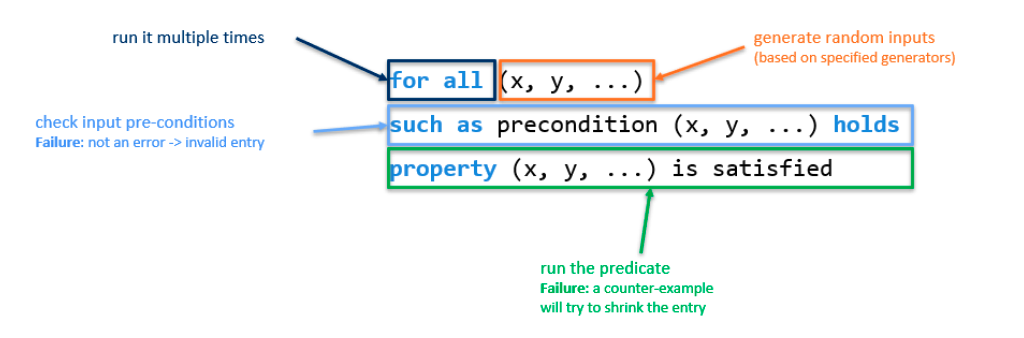 run it multiple times
generate random inputs
(based on specified generators)
for all (x, y, ...)
check input pre-conditions
Failure: not an error -> invalid entry
such as precondition (x, y, ...) holds
property (x, y, ...) is satisfied
run the predicate
Failure: a counter-example
will try to shrink the entry